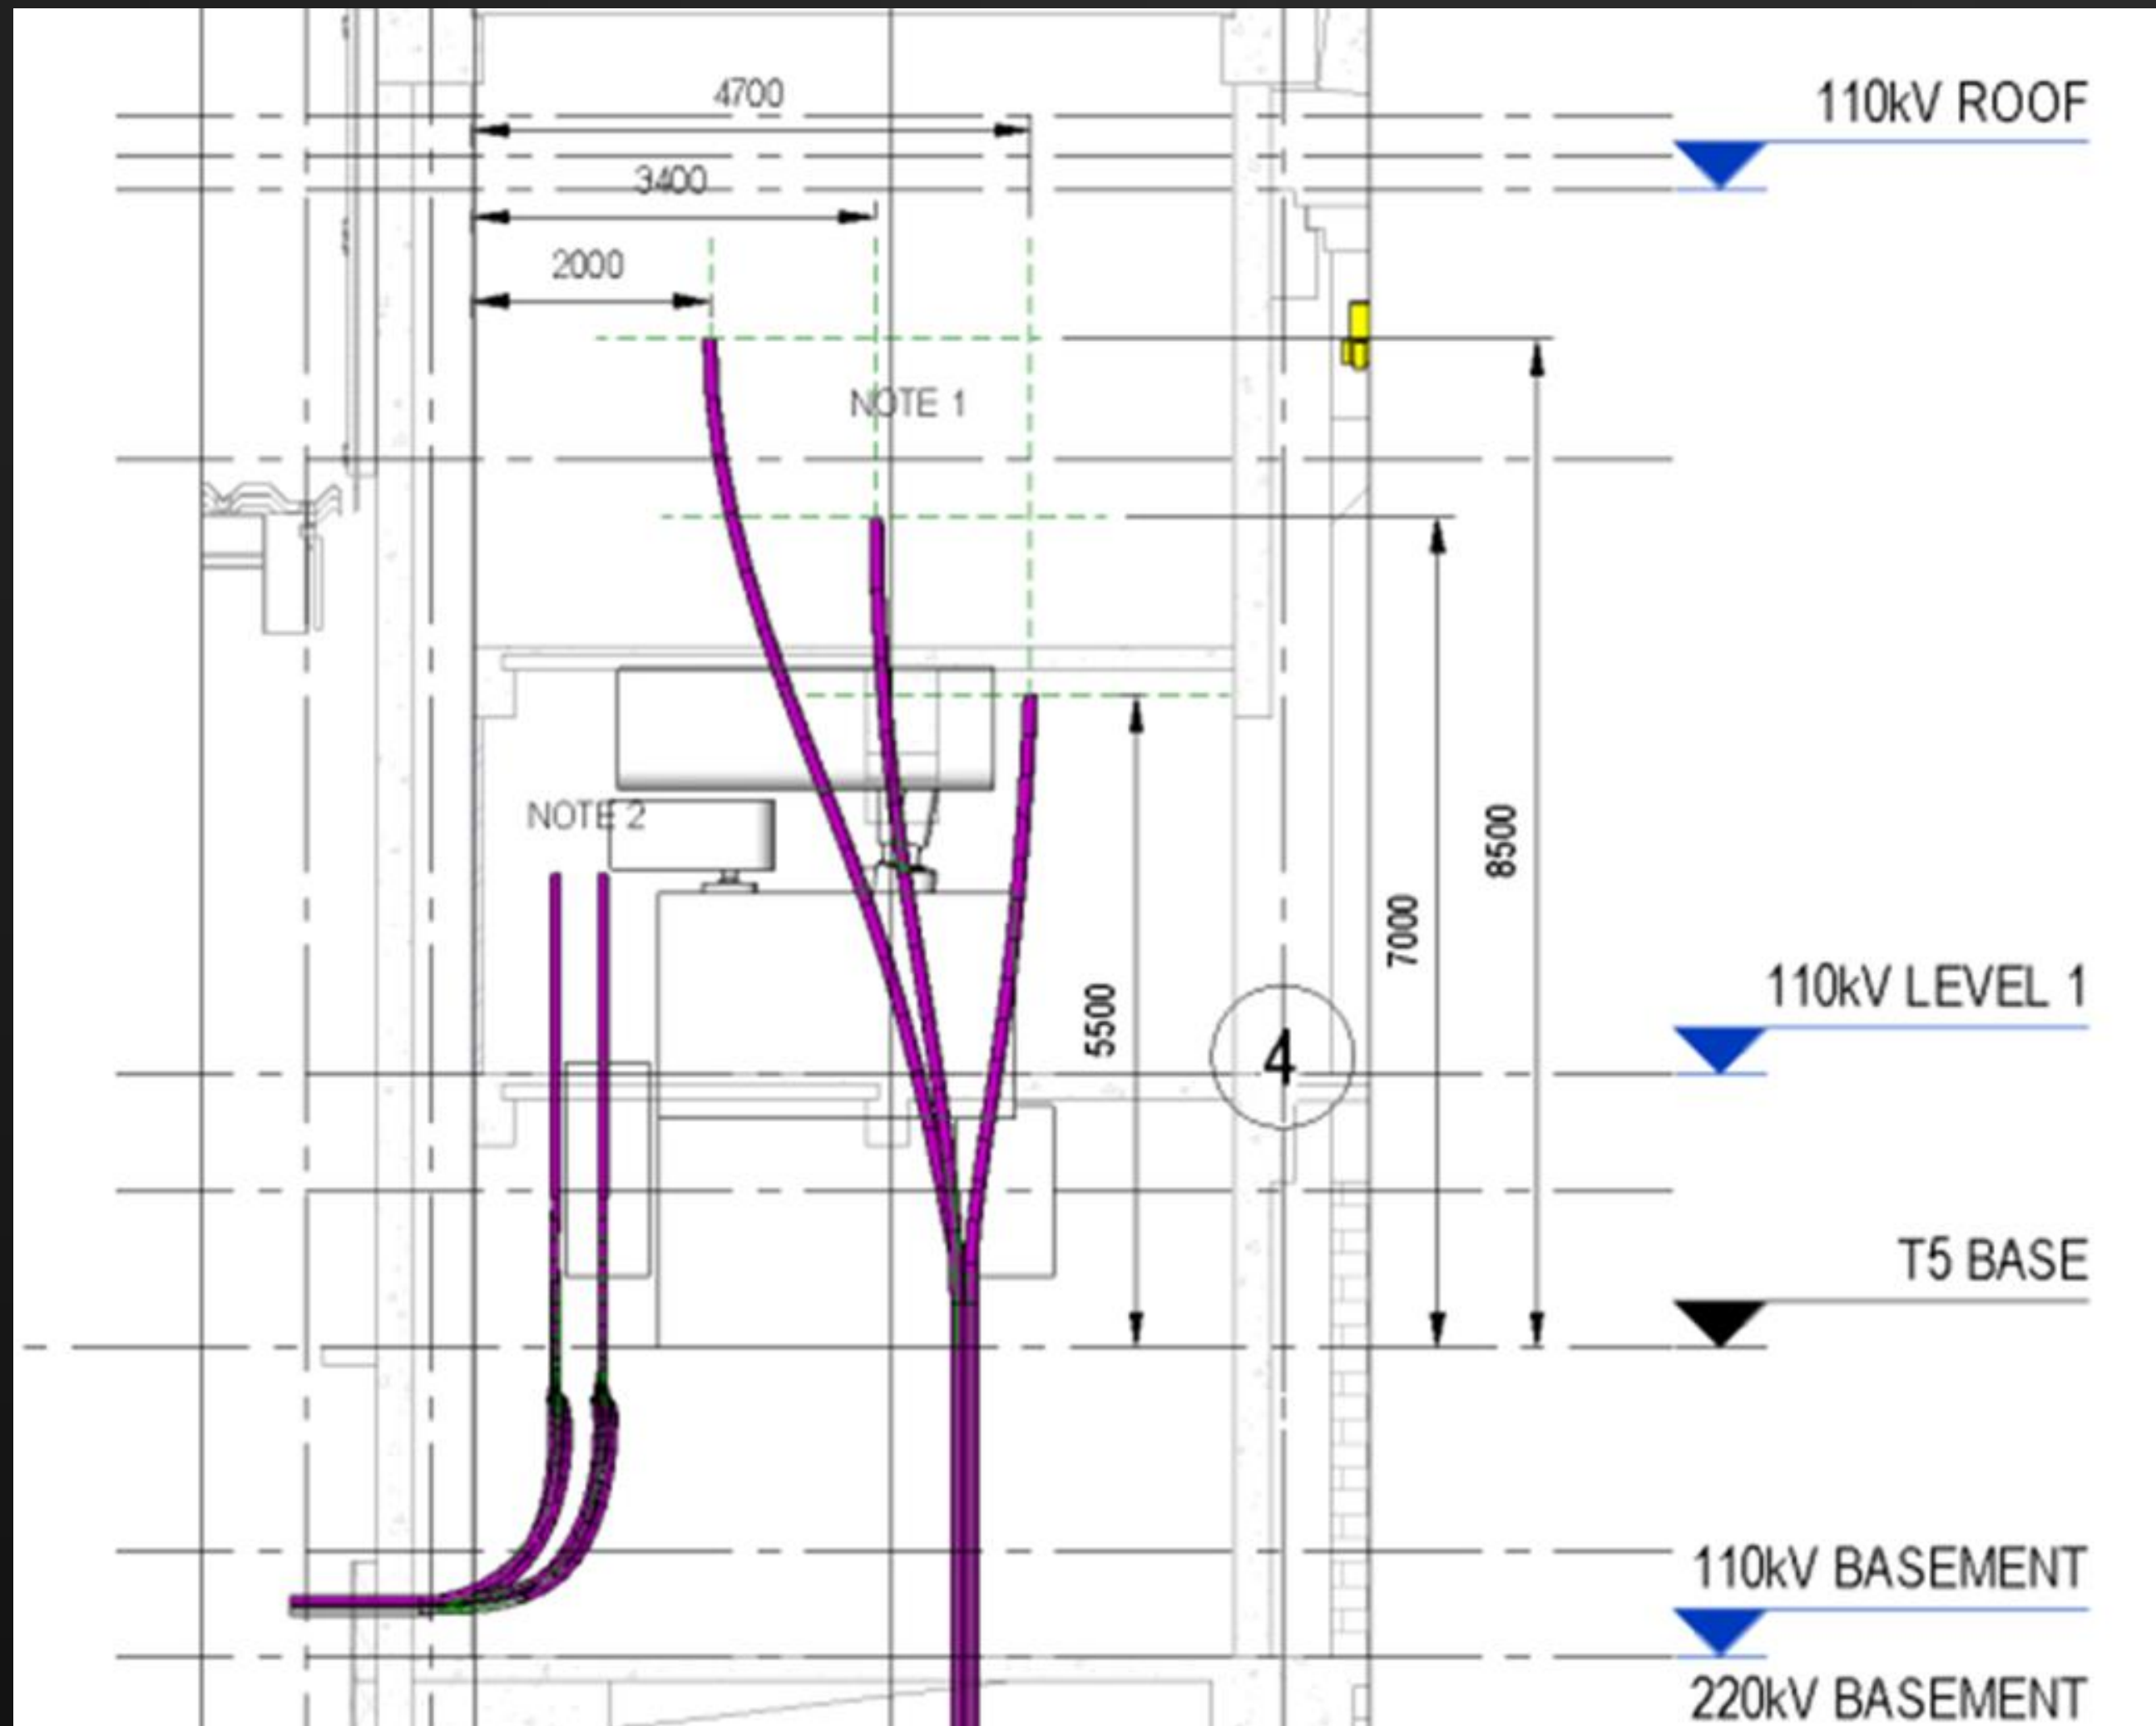 4700
110kV ROOF
3400
2000
NOTE 1
NOTE 2
8500
7000
110kV LEVEL 1
5500
4
T5 BASE
110kV BASEMENT
220kV BASEMENT